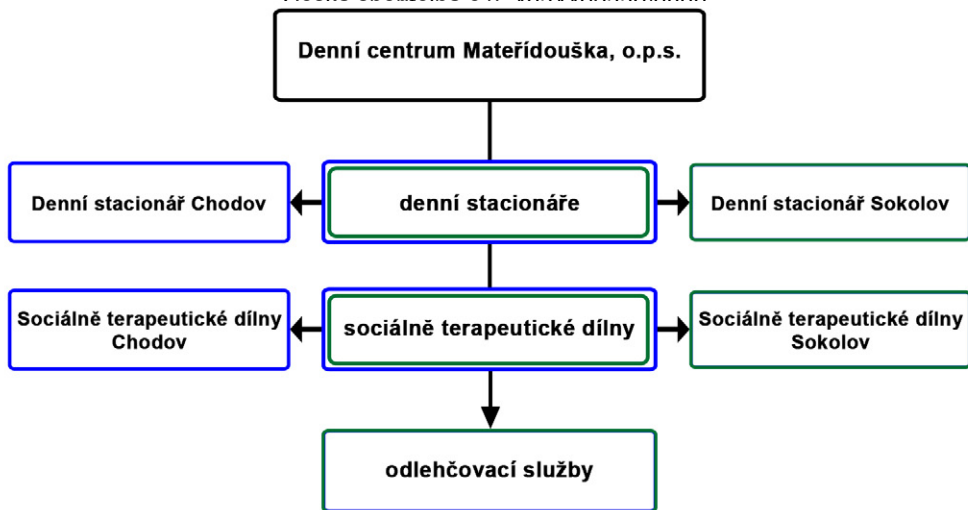 Denní centrum Mateřídouška, o.p.s.
Denní stacionář Chodov
denní stacionáře
Denní stacionář Sokolov
Sociálně terapeutické dílny
Chodov
sociálně terapeutické dílny
Sociálně terapeutické dílny
Sokolov
odlehčovací služby